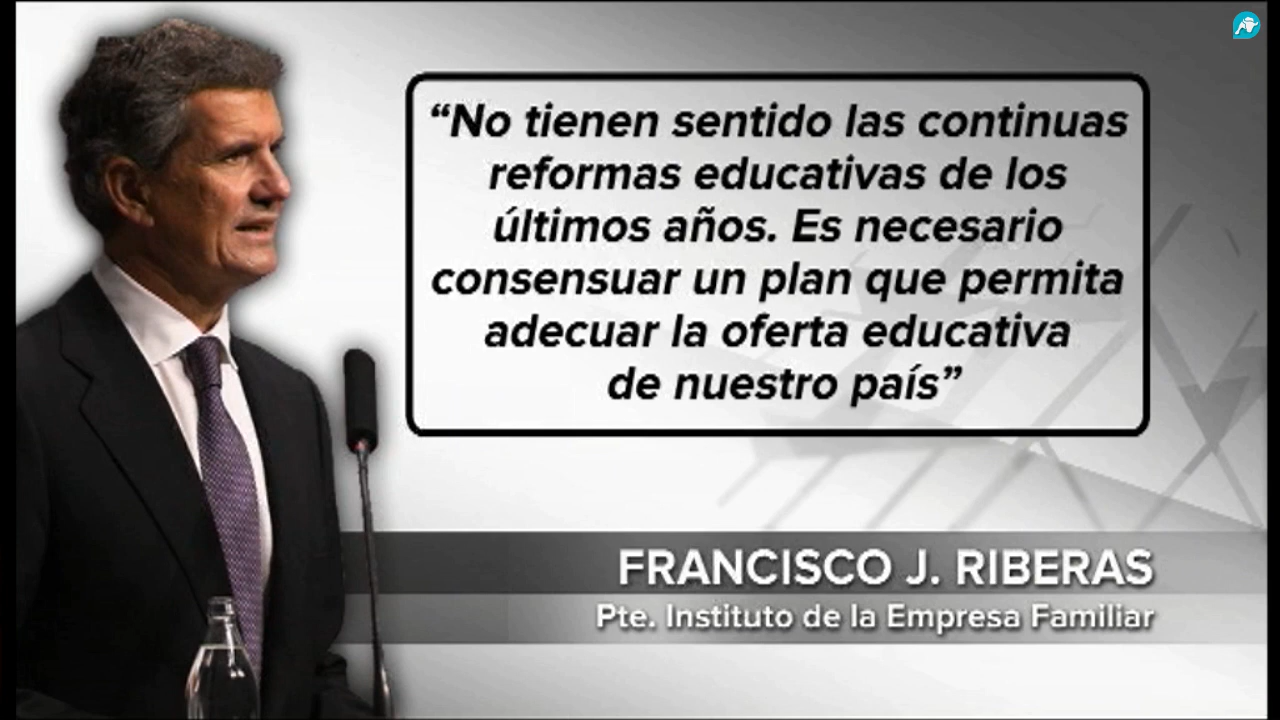 “No tienen sentido las continuas
reformas educativas de los
últimos años. Es necesario
consensuar un plan que permita
adecuar la oferta educativa
de nuestro país”
FRANCISCO J. RIBERAS
Pte. Instituto de la Empresa Familiar